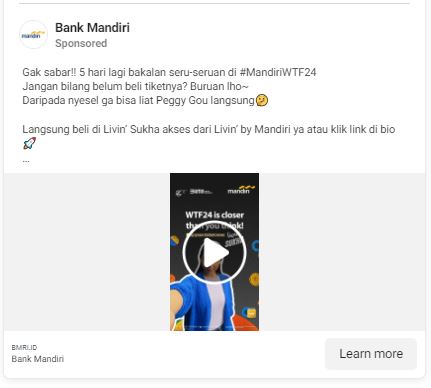 mandiri
Bank Mandiri
Sponsored
Gak sabar!! 5 hari lagi bakalan seru-seruan di #MandiriWTF24
Jangan bilang belum beli tiketnya? Buruan lho~
Daripada nyesel ga bisa liat Peggy Gou langsung🤔
Langsung beli di Livin' Sukha akses dari Livin' by Mandiri ya atau klik link di bio
🚀
...
mandiri
WTF24 is closer
than you think!
SUKHA
BMRI.ID
Bank Mandiri
Learn more